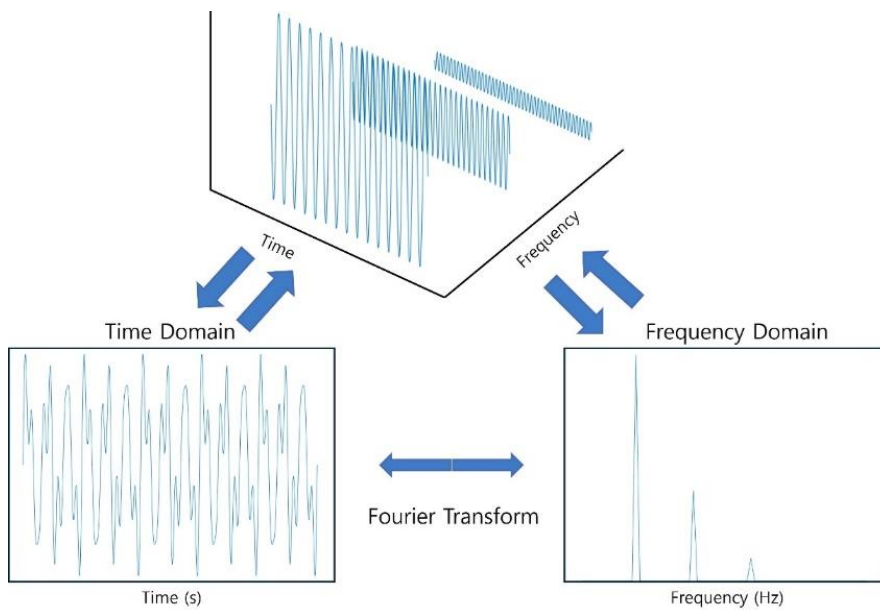 Time
Frequency
Time Domain
Frequency Domain
Fourier Transform
Time (s)
Frequency (Hz)